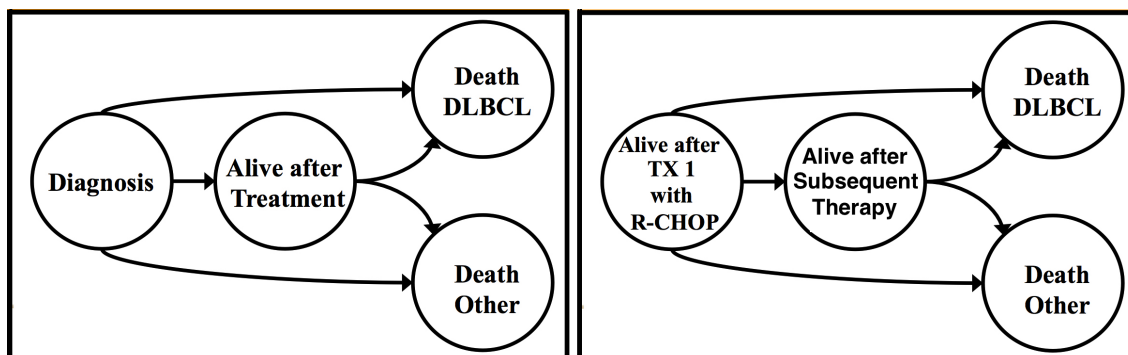 Death
DLBCL
Diagnosis
Alive after
Treatment
Death
Other
Death
DLBCL
Alive after
TX 1
with
R-CHOP
Alive after
Subsequent
Therapy
Death
Other